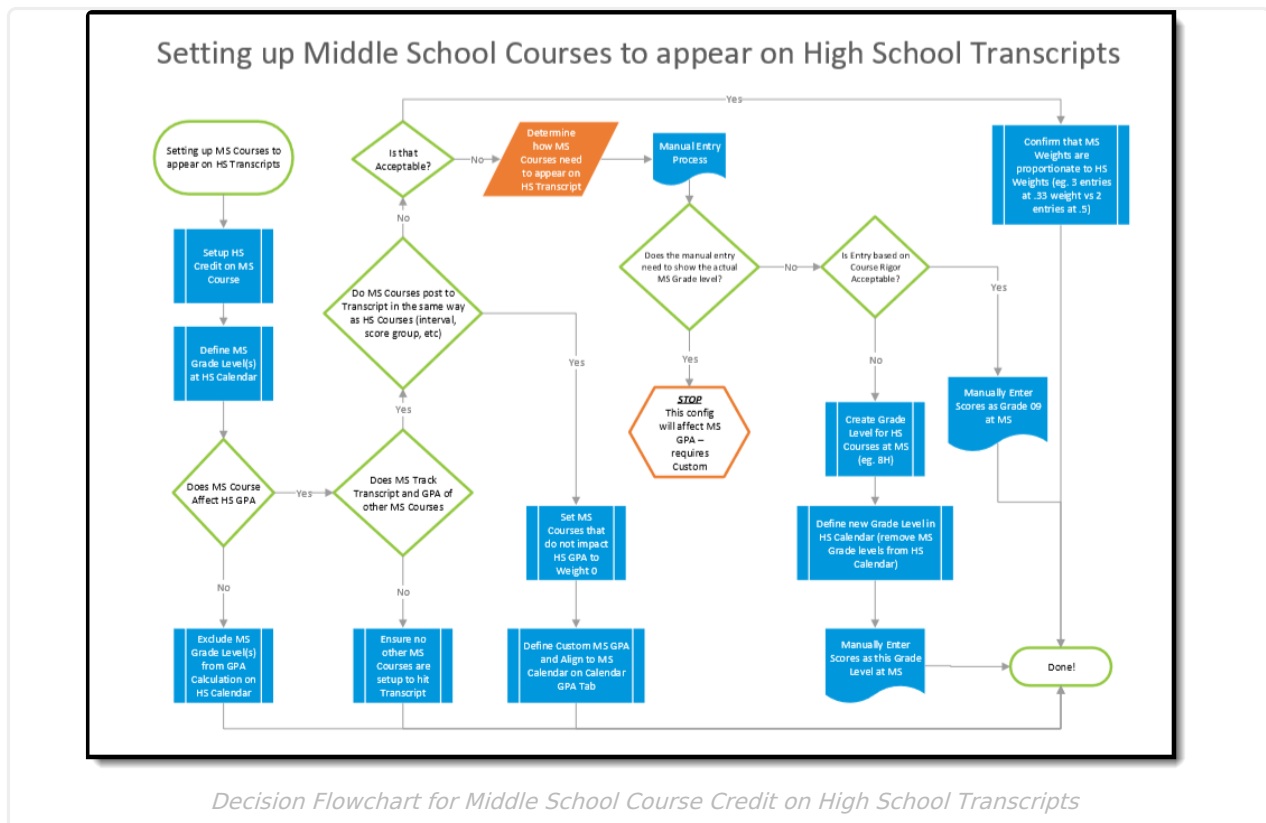 Setting up Middle School Courses to appear on High School Transcripts
Setting up MS Courses to
appear on HS Transcripts
Setup HS
Credit on MS
Course
Define MS
Grade Level(s)
at HS Calendar
Does MS Course
Affect HS GPA
Yes
No
Exclude MS
Grade Level(s)
from GPA
Calculation on
HS Calendar
Does MS Track
Transcript and GPA of
other MS Courses
No
Ensure no
other MS
Courses are
setup to hit
Transcript
Yes
Do MS Courses post to
Transcript in the same way
as HS Courses (interval,
score group, etc)
Yes
Set MS
Courses that
do not impact
HS GPA to
Weight 0
Define Custom MS GPA
and Align to MS
Calendar on Calendar
GPA Tab
No
Is that
Acceptable?
Yes
Confirm that MS
Weights are
proportionate to HS
Weights (eg. 3 entries
at .33 weight vs 2
entries at .5)
No
Determine
how MS
Courses need
to appear on
HS Transcript
Manual Entry
Process
Does the manual entry
need to show the actual
MS Grade level?
Yes
STOP
This config
will affect MS
GPA –
requires
Custom
No
Is Entry based on
Course Rigor
Acceptable?
Yes
Manually Enter
Scores as Grade 09
at MS
No
Create Grade
Level for HS
Courses at MS
(eg. 8H)
Define new Grade Level in
HS Calendar (remove MS
Grade levels from HS
Calendar)
Manually Enter
Scores as this Grade
Level at MS
Done!
Decision Flowchart for Middle School Course Credit on High School Transcripts